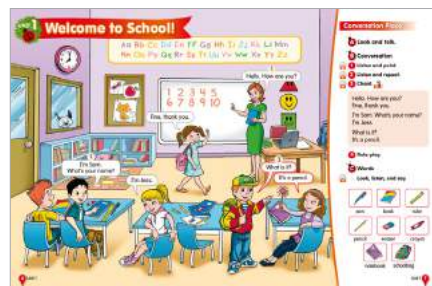 UNIT 1 Welcome to School!
Aa Bb Cc Dd Ee Ff Gg Hh Ii Jj Kk Ll Mm
Nn Oo Pp Qq Rr Ss Tt Uu Vv Ww Xx Yy Zz
Hello. How are you?
1 2 3 4 5
6 7 8 9 10
Fine, thank you.
I'm Sam.
What's your name?
I'm Jess.
What is it?
It's a pencil.
Conversation Place
A Look and talk.
B Conversation
1 Listen and point.
2 Listen and repeat.
3 Chant
Hello. How are you?
Fine, thank you.
I'm Sam. What's your name?
I'm Jess.
What is it?
It's a pencil.
4 Role-play
C Words
Look, listen, and say.
pen
book
ruler
pencil
eraser
crayon
notebook
schoolbag